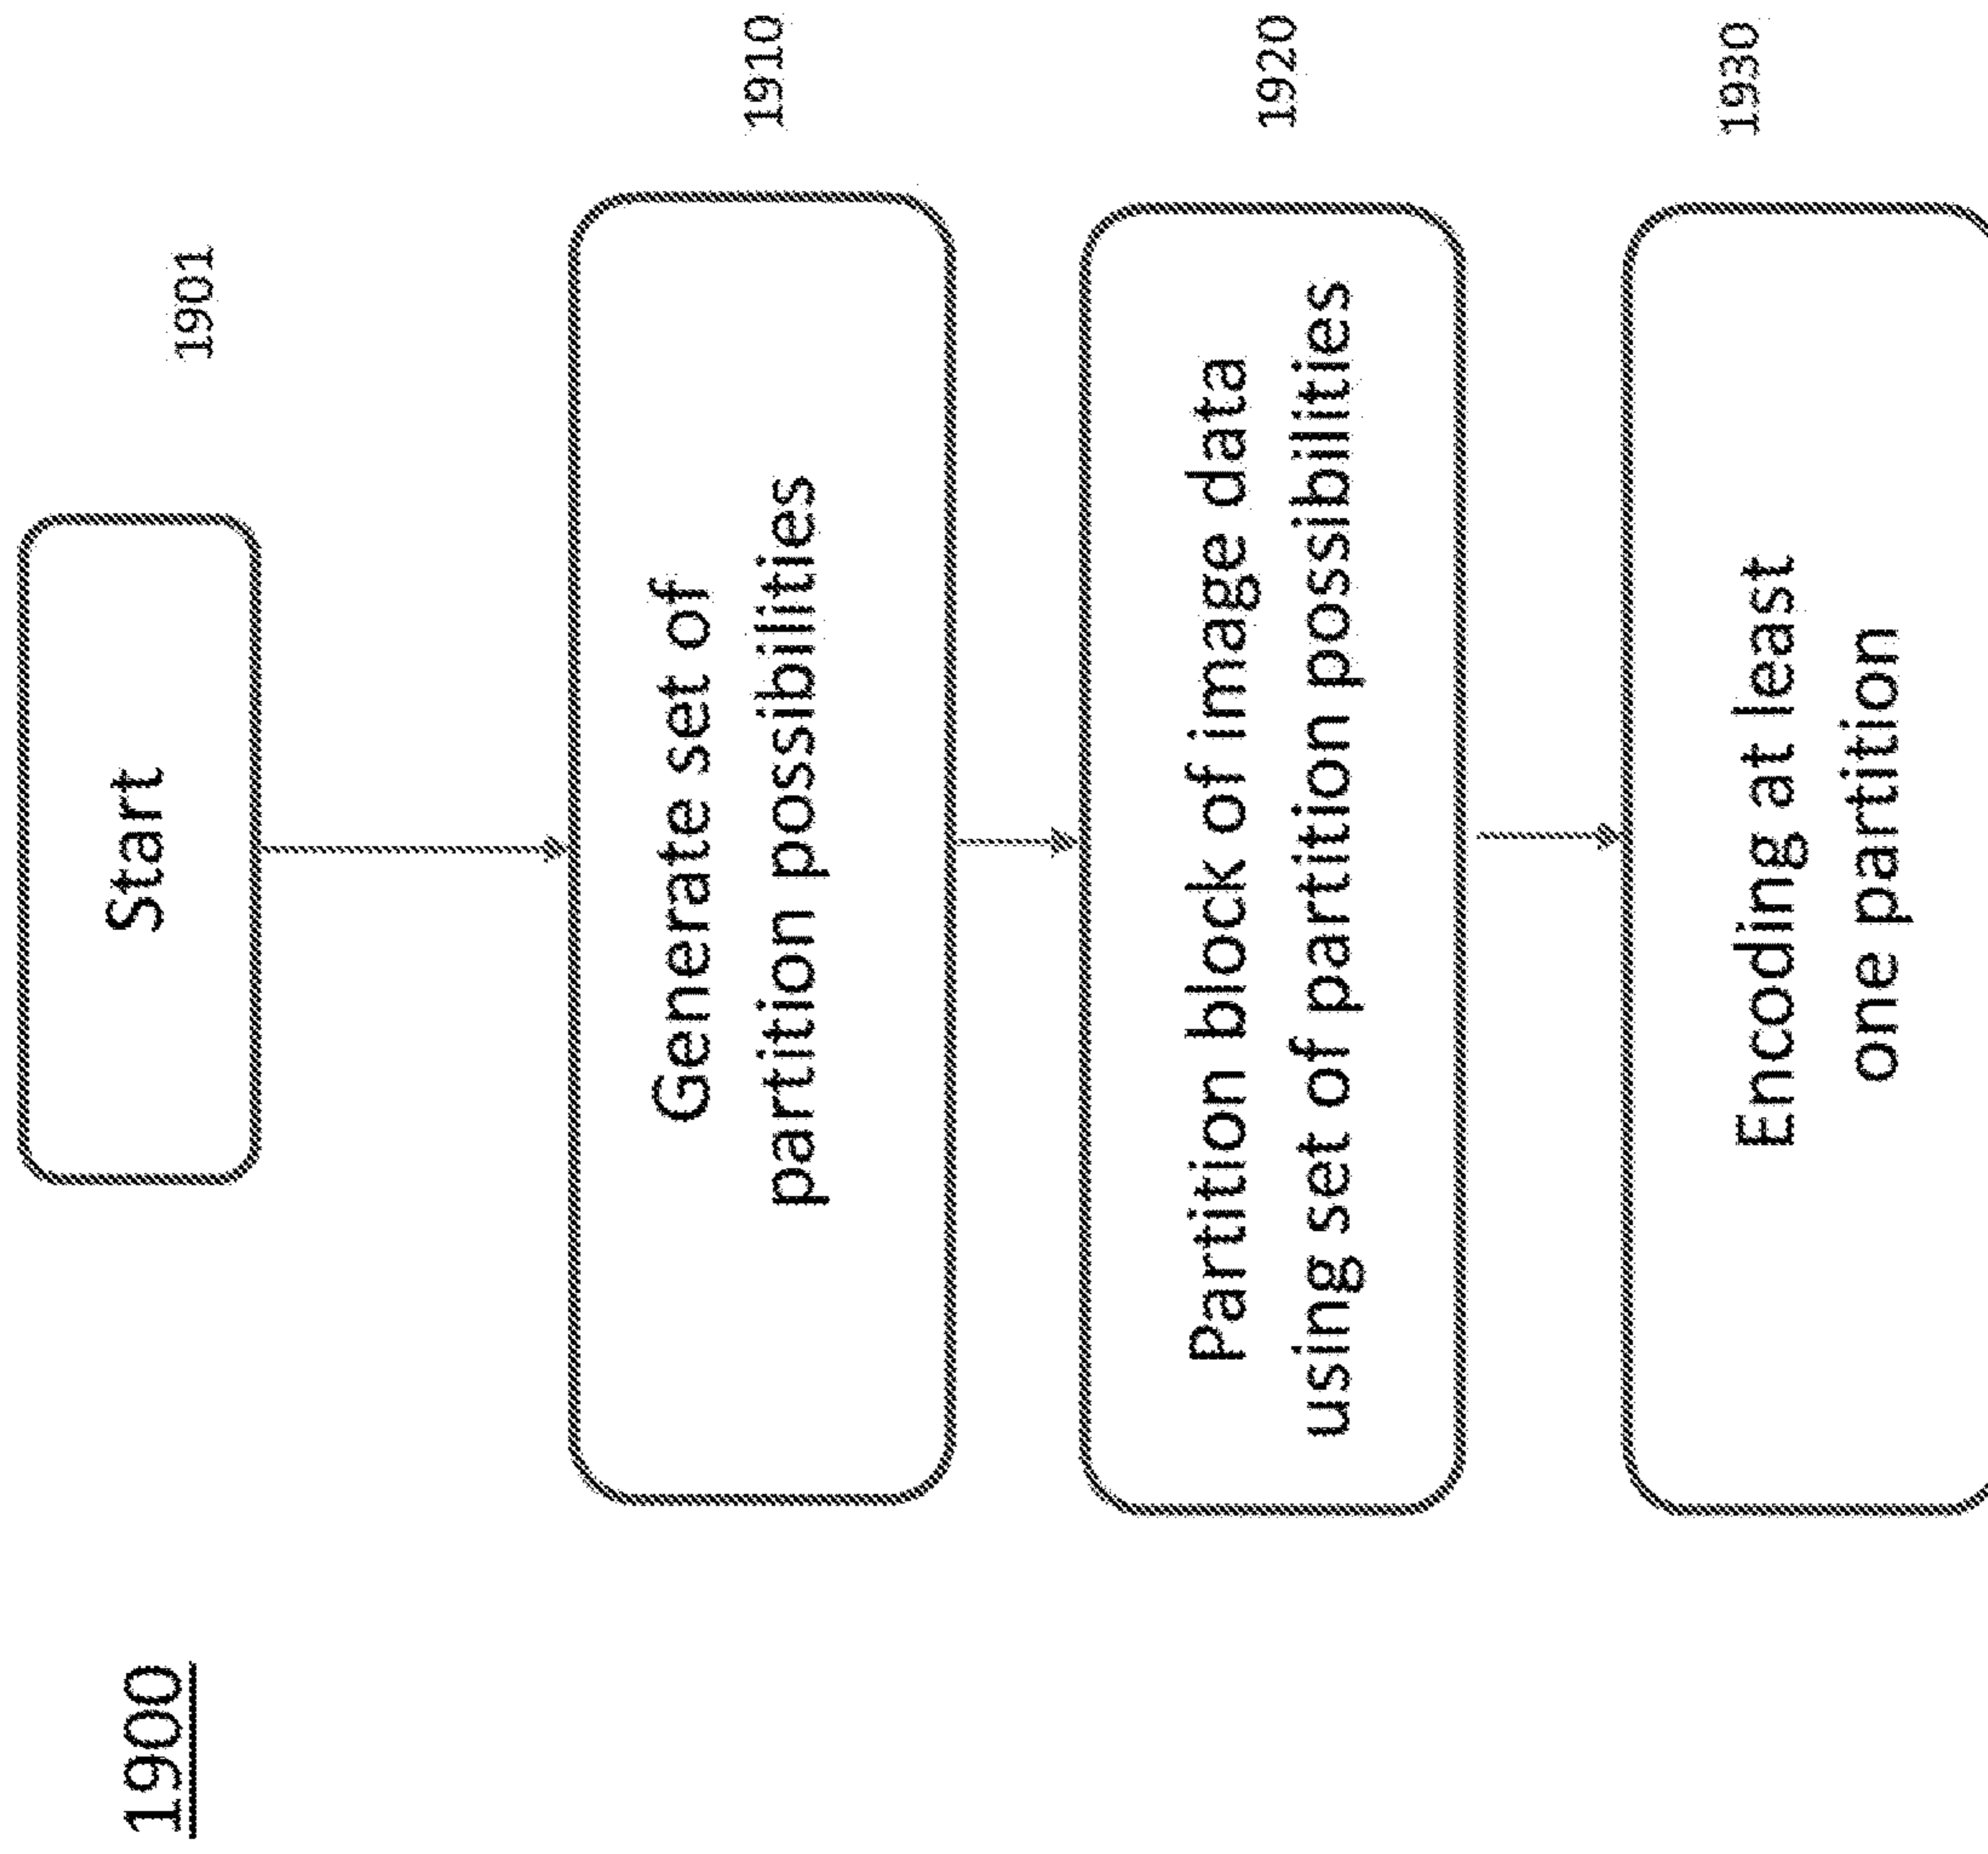 1900
Start
1901
Generate set of
partition possibilities
1910
Partition block of image data
using set of partition possibilities
1920
Encoding at least
one partition
1930